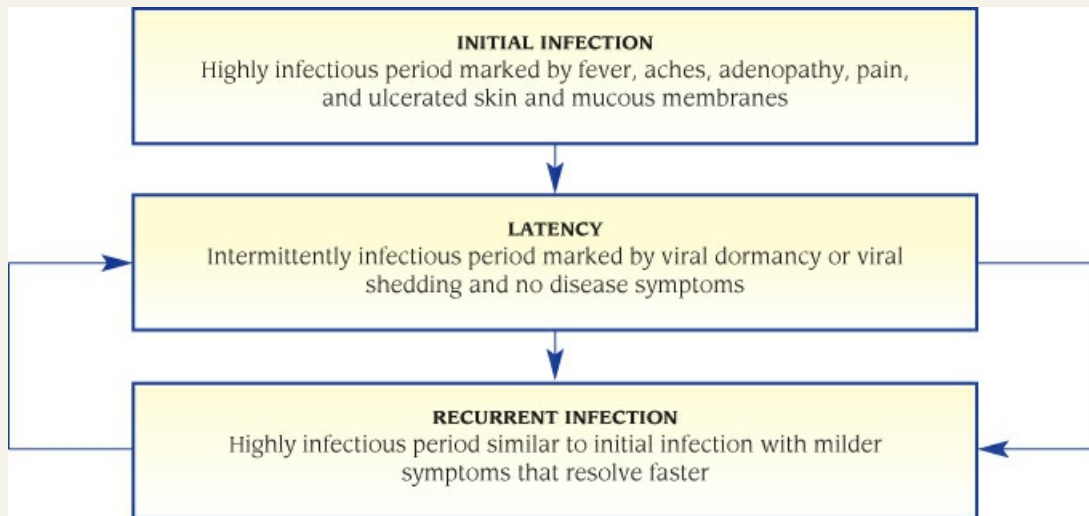 INITIAL INFECTION
Highly infectious period marked by fever, aches, adenopathy, pain,
and ulcerated skin and mucous membranes
LATENCY
Intermittently infectious period marked by viral dormancy or viral
shedding and no disease symptoms
RECURRENT INFECTION
Highly infectious period similar to initial infection with milder
symptoms that resolve faster